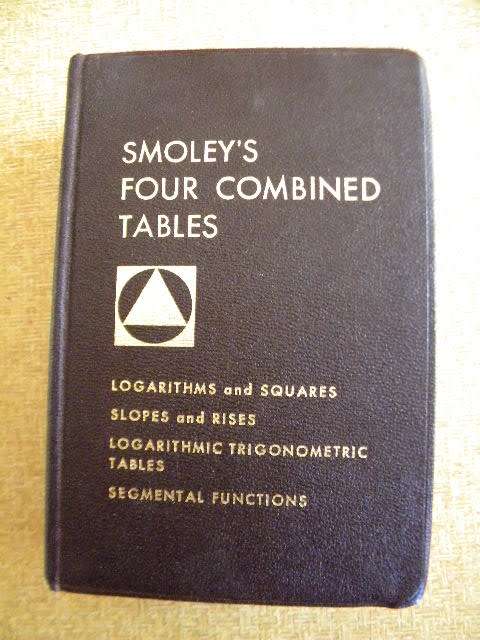 SMOLEY'S
FOUR COMBINED
TABLES
LOGARITHMS and SQUARES
SLOPES and RISES
LOGARITHMIC TRIGONOMETRIC
TABLES
SEGMENTAL FUNCTIONS